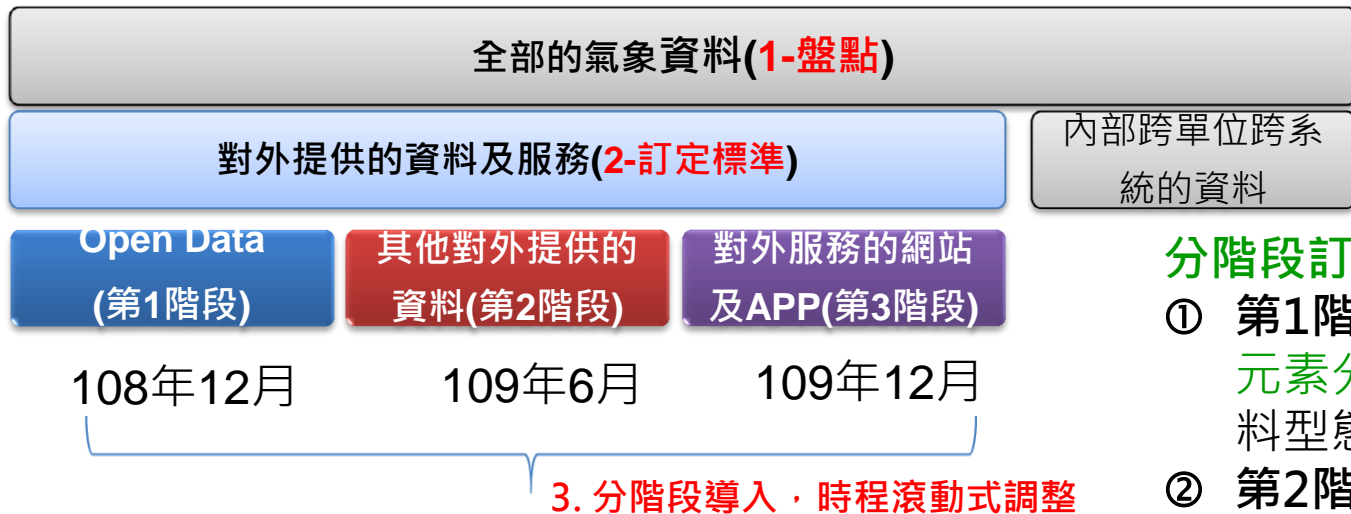 全部的氣象資料(1-盤點)
對外提供的資料及服務(2-訂定標準)
內部跨單位跨系
統的資料
Open Data
(第1階段)
其他對外提供的
資料(第2階段)
對外服務的網站
及APP(第3階段)
108年12月
109年6月
109年12月
3. 分階段導入，時程滾動式調整
分階段訂
① 第1階
元素分
料型態
② 第2階